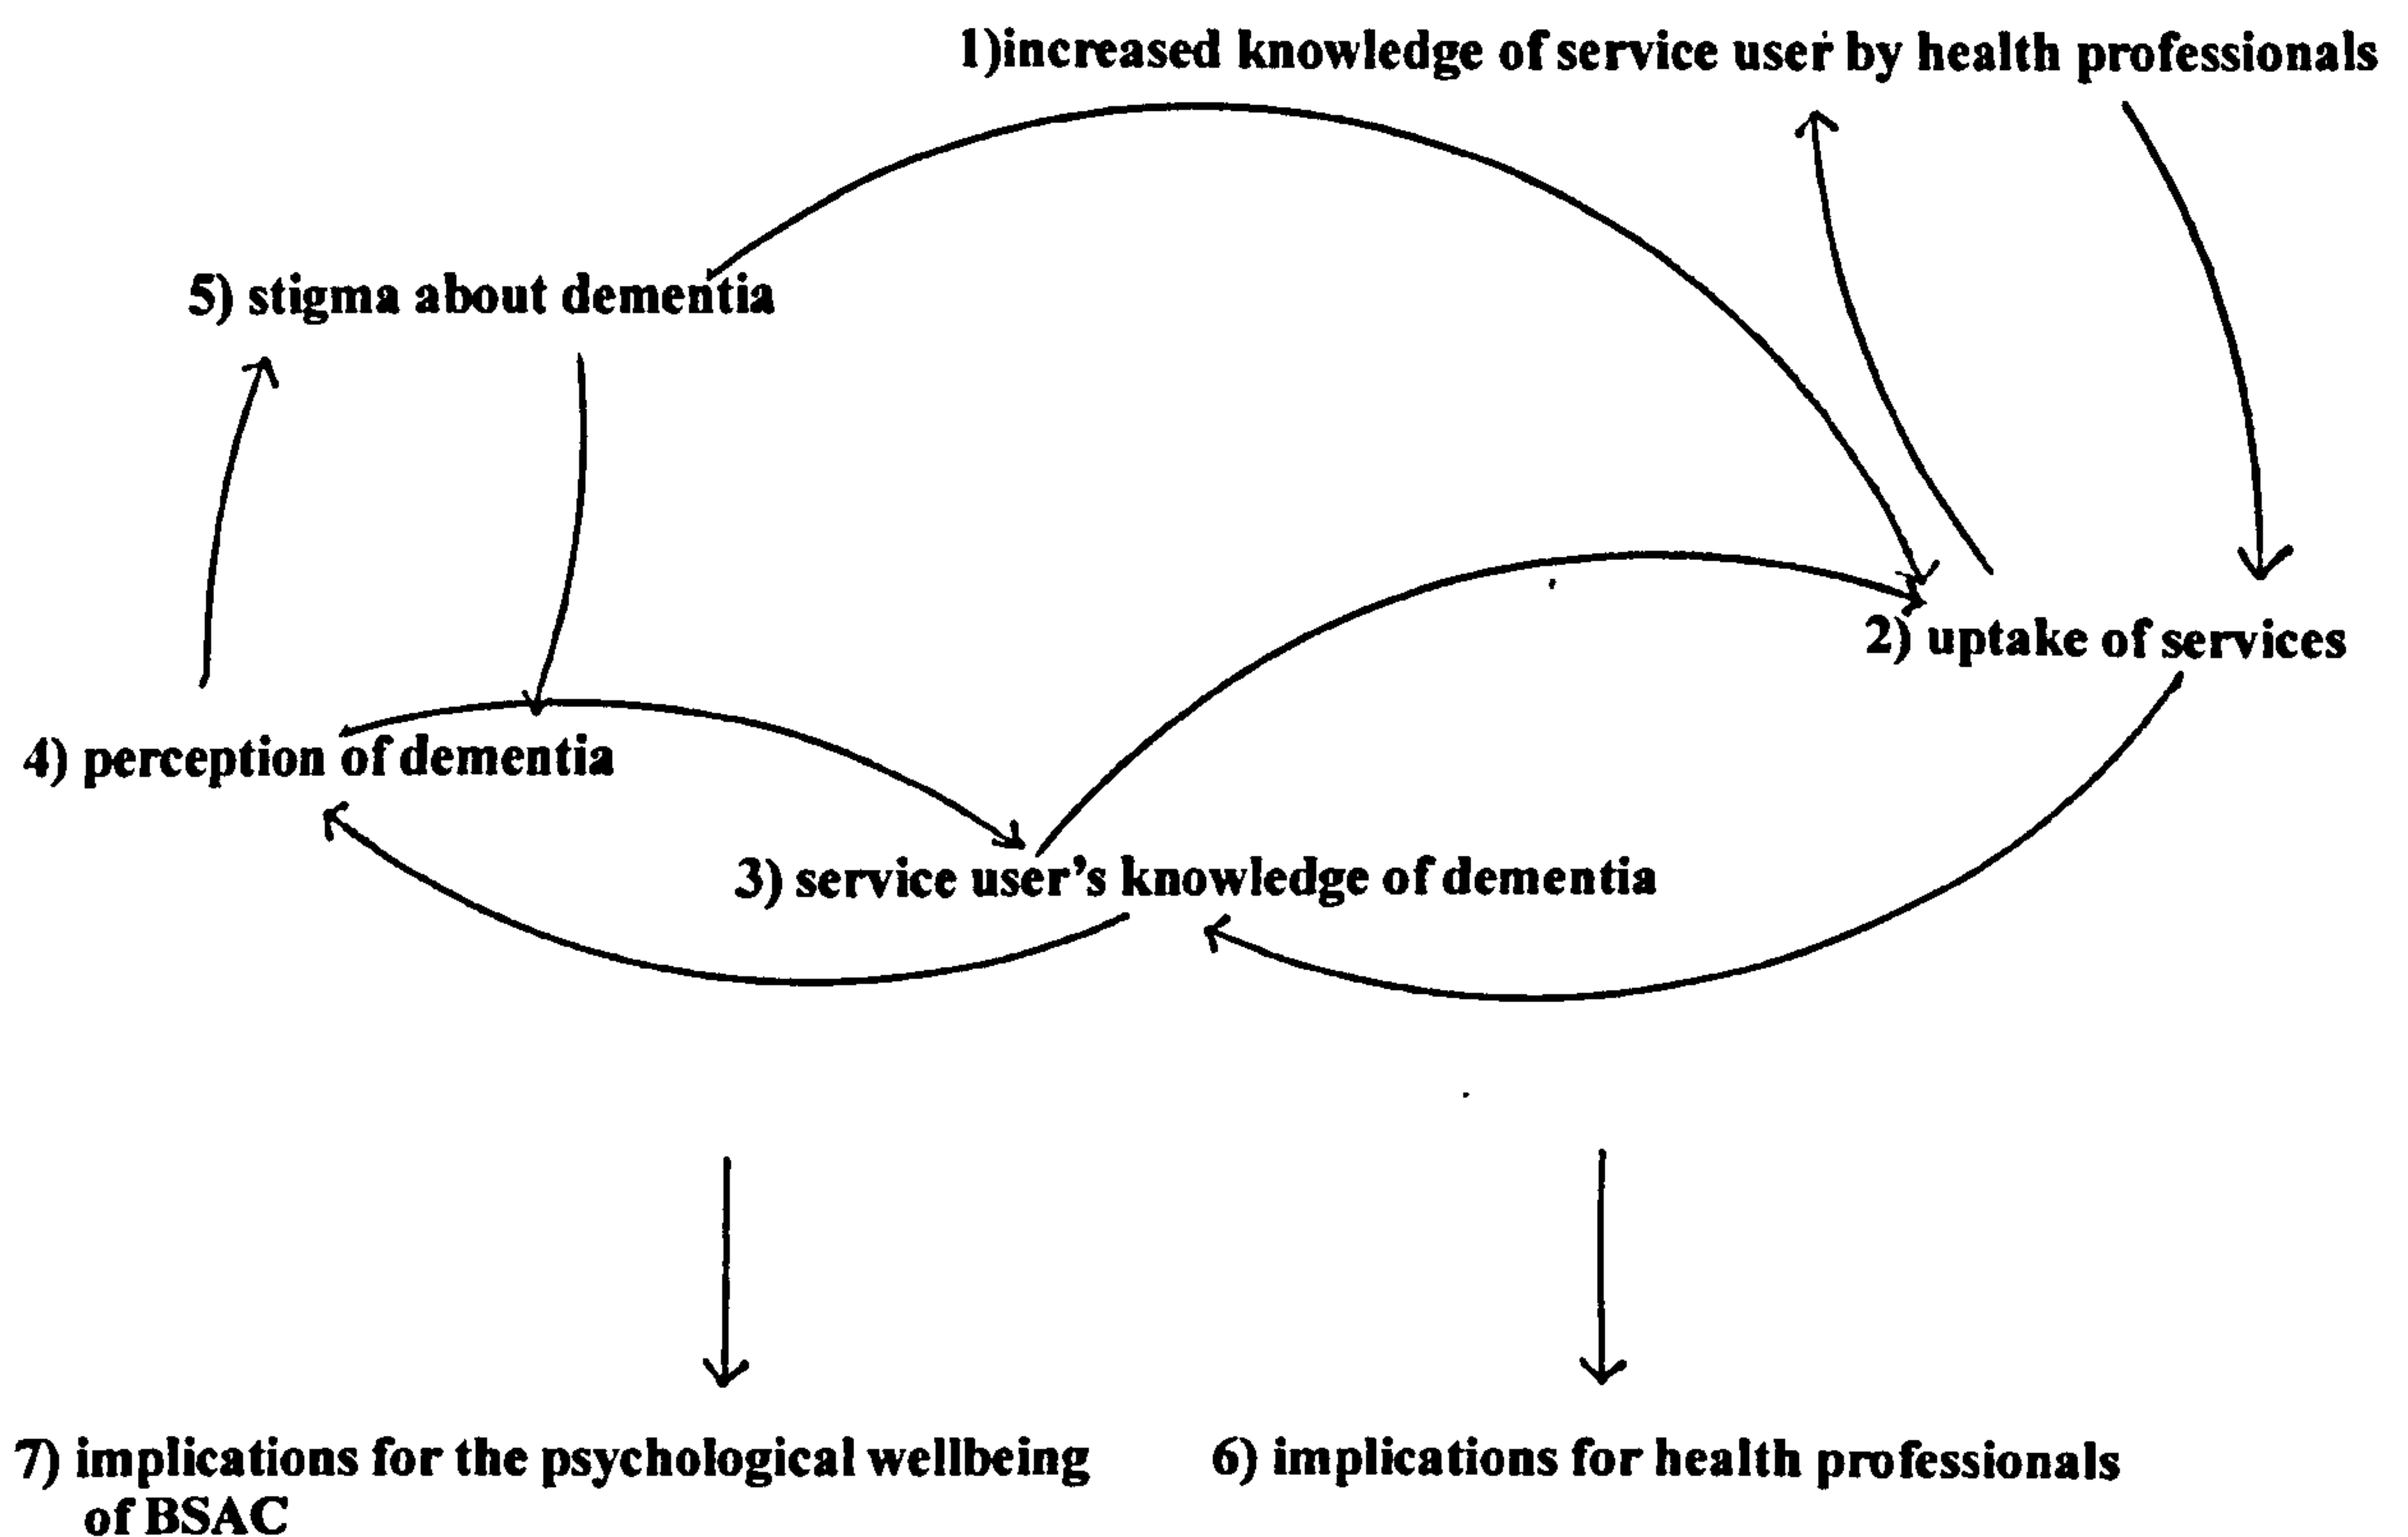 1)increased knowledge of service user by health professionals
5) stigma about dementia
2) uptake of services
4) perception of dementia
3) service user's knowledge of dementia
7) implications for the psychological wellbeing
of BSAC
6) implications for health professionals